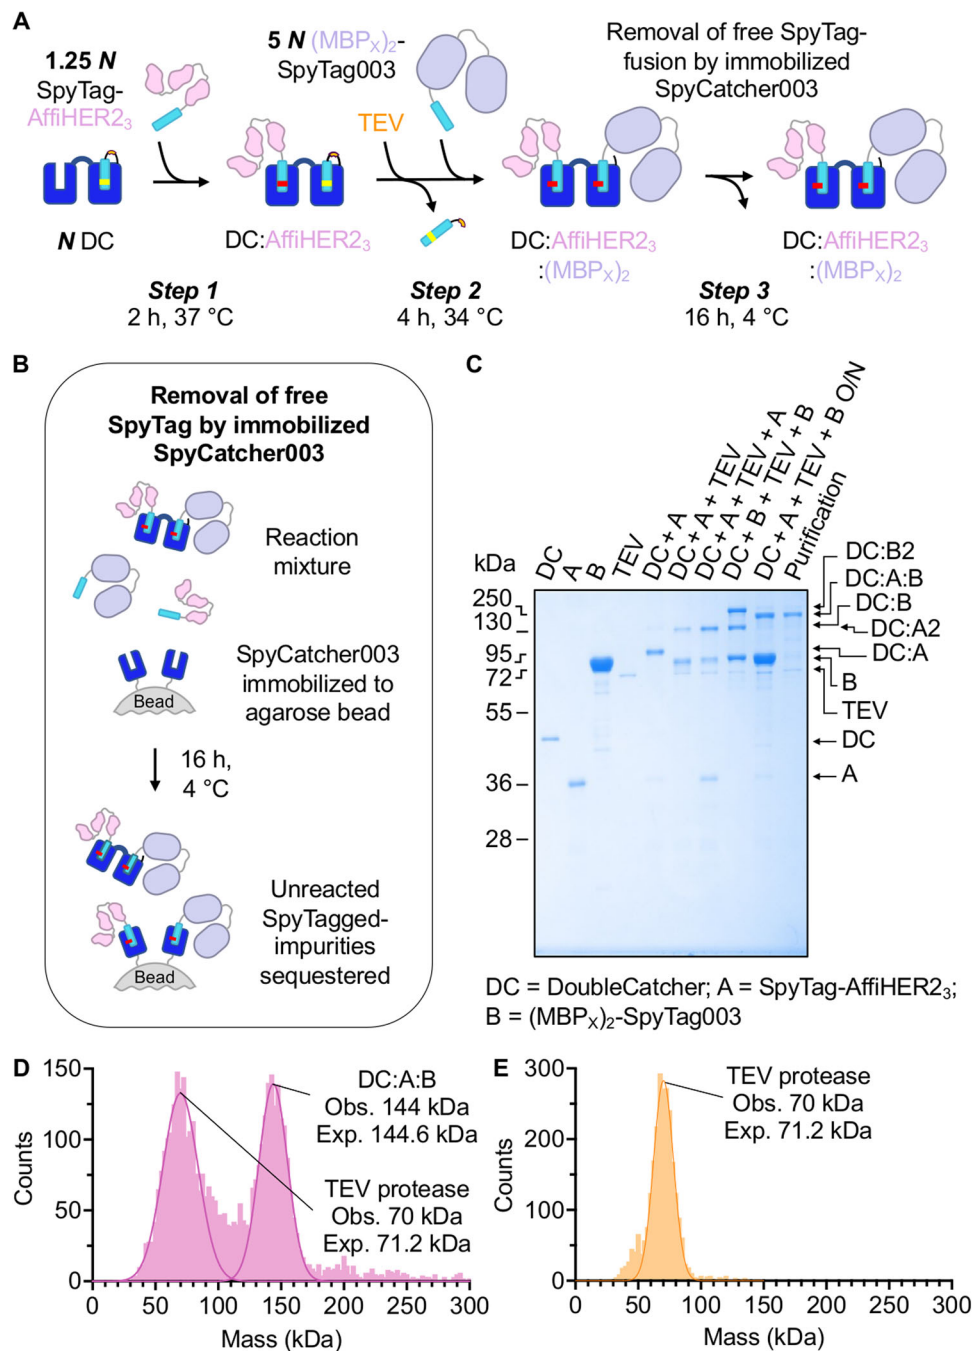 A
1.25 N
SpyTag-
AffiHER2₃
5 N (MBPₓ)₂-
SpyTag003
TEV
Removal of free SpyTag-
fusion by immobilized
SpyCatcher003
N DC
DC:AffiHER2₃
DC:AffiHER2₃
:(MBPₓ)₂
DC:AffiHER2₃
:(MBPₓ)₂
Step 1
2 h, 37 °C
Step 2
4 h, 34 °C
Step 3
16 h, 4 °C
B
Removal of free
SpyTag by immobilized
SpyCatcher003
Reaction
mixture
SpyCatcher003
immobilized to
agarose bead
Bead
16 h,
4 °C
Unreacted
SpyTagged-
impurities
sequestered
Bead
C
kDa
DC
A
B
TEV
DC + A
DC + A + TEV
DC + A + TEV + A
DC + B + TEV + B
DC + A + TEV + B O/N
Purification
250
130
95
72
55
36
28
DC:B2
DC:A:B
DC:B
DC:A2
DC:A
B
TEV
DC
A
DC = DoubleCatcher; A = SpyTag-AffiHER2₃;
B = (MBPₓ)₂-SpyTag003
D
Counts
150
100
50
0
0 50 100 150 200 250 300
Mass (kDa)
DC:A:B
Obs. 144 kDa
Exp. 144.6 kDa
TEV protease
Obs. 70 kDa
Exp. 71.2 kDa
E
Counts
300
200
100
0
0 50 100 150 200 250 300
Mass (kDa)
TEV protease
Obs. 70 kDa
Exp. 71.2 kDa